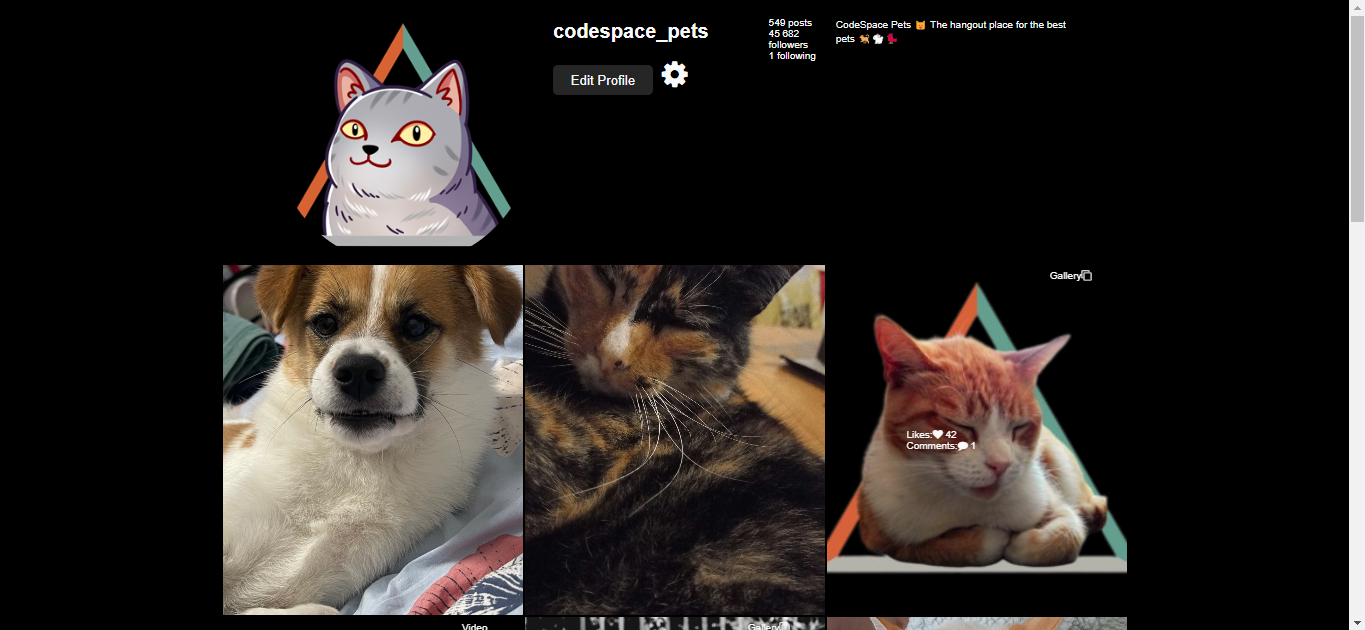 codespace_pets
Edit Profile
549 posts
45 682
followers
1 following
CodeSpace Pets 🐱 The hangout place for the best
pets 🐕 🐩
Gallery
Likes: 42
Comments: 1
Video
Gallery